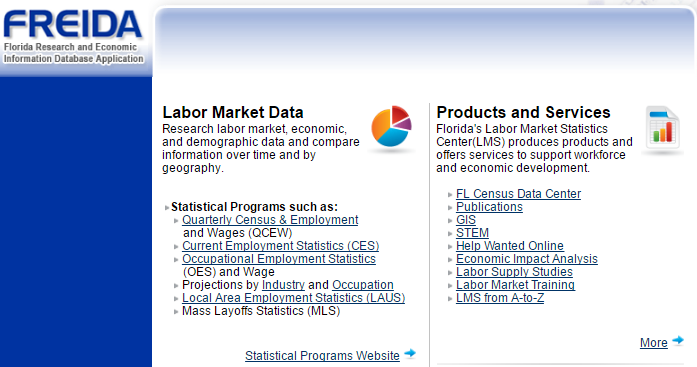 FREIDA
Florida Research and Economic
Information Database Application
Labor Market Data
Research labor market, economic,
and demographic data and compare
information over time and by
geography.
Statistical Programs such as:
Quarterly Census & Employment
and Wages (QCEW)
Current Employment Statistics (CES)
Occupational Employment Statistics
(OES) and Wage
Projections by Industry and Occupation
Local Area Employment Statistics (LAUS)
Mass Layoffs Statistics (MLS)
Statistical Programs Website
Products and Services
Florida's Labor Market Statistics
Center(LMS) produces products and
offers services to support workforce
and economic development.
FL Census Data Center
Publications
GIS
STEM
Help Wanted Online
Economic Impact Analysis
Labor Supply Studies
Labor Market Training
LMS from A-to-Z
More